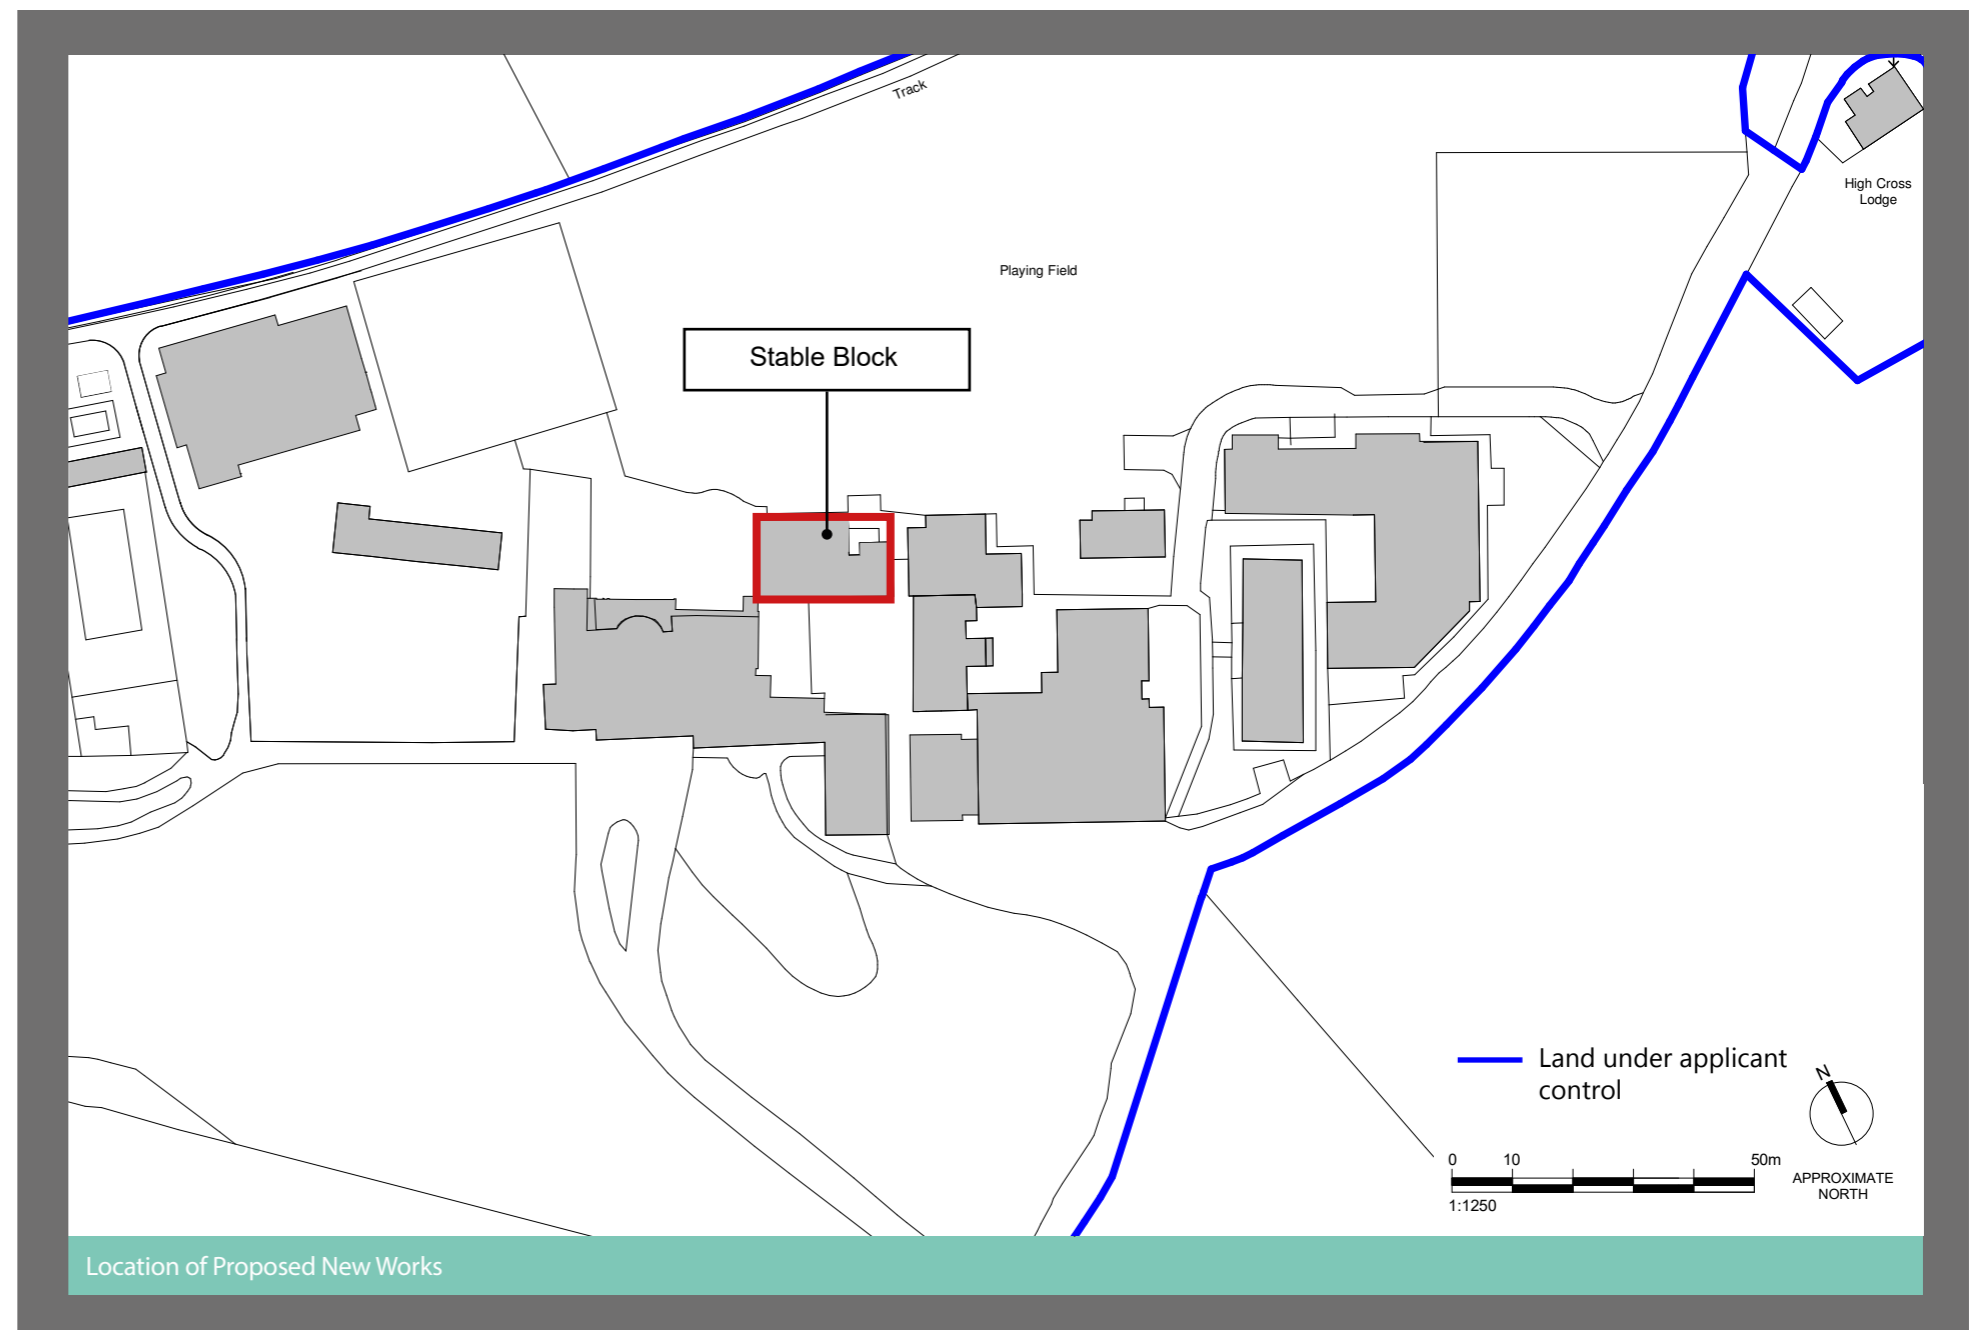 Track
High Cross
Lodge
Playing Field
Stable Block
Land under applicant
control
N
0 10 50m
1:1250
APPROXIMATE
NORTH
Location of Proposed New Works